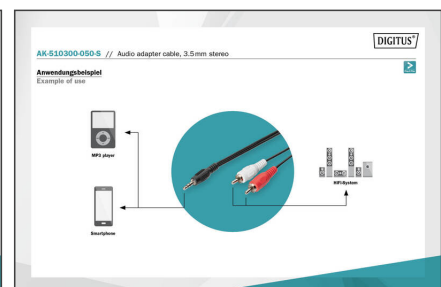 DIGITUS®
AK-510300-050-S // Audio adapter cable, 3.5mm stereo
Anwendungsbeispiel
Example of use
MP3 player
HiFi-System
Smartphone